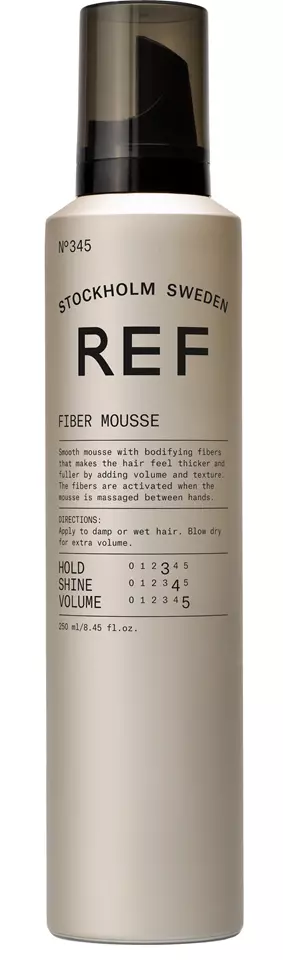 Nº345
STOCKHOLM SWEDEN
REF
FIBER MOUSSE
Smooth mousse with bodifying fibers
that makes the hair feel thicker and
fuller by adding volume and texture.
The fibers are activated when the
mousse is massaged between hands.
DIRECTIONS:
Apply to damp or wet hair. Blow dry
for extra volume.
HOLD 0 1 2 3 4 5
SHINE 0 1 2 3 4 5
VOLUME 0 1 2 3 4 5
250 ml/8.45 fl.oz.